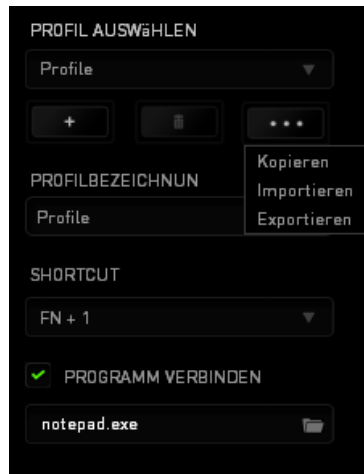 PROFIL AUSWäHLEN
Profile
+
...
Kopieren
Importieren
Exportieren
PROFILBEZEICHNUN
Profile
SHORTCUT
FN + 1
PROGRAMM VERBINDEN
notepad.exe